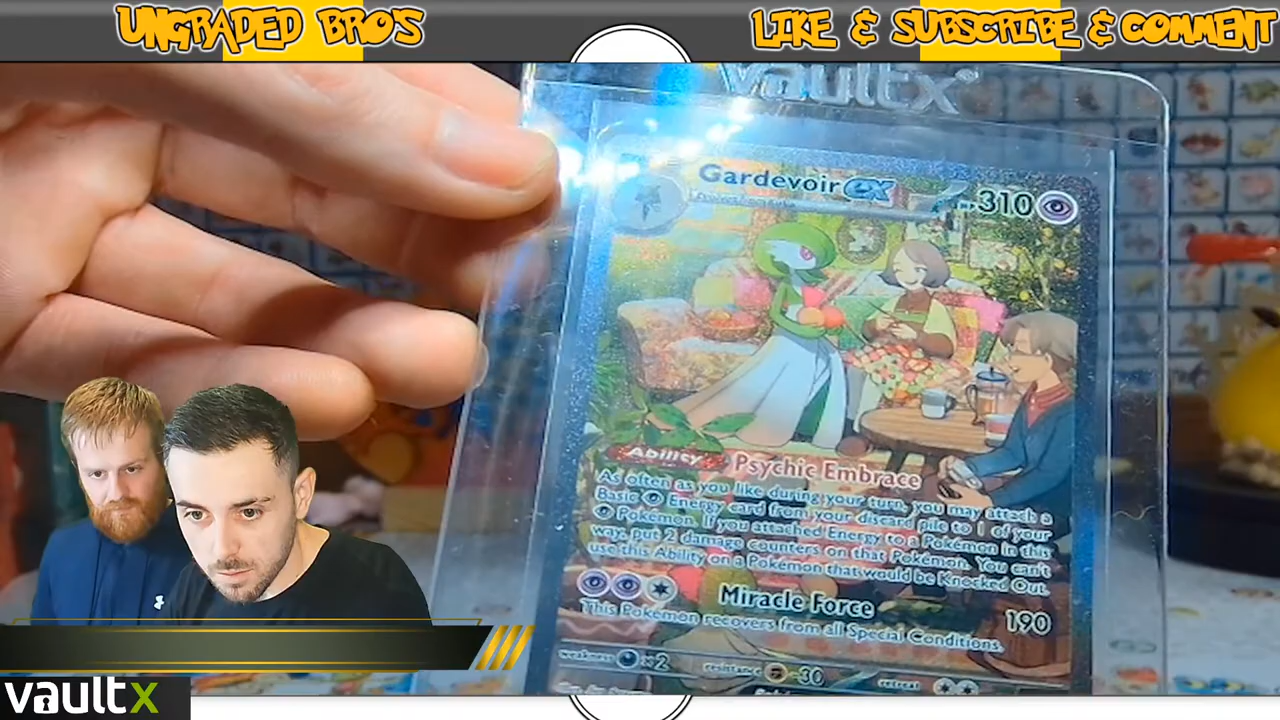 UNGRADED BRO'S
LIKE & SUBSCRIBE & COMMENT
vaultx
Gardevoir ex
HP 310
Ability Psychic Embrace
As often as you like during your turn, you may attach a
Basic Energy card from your discard pile to 1 of your
Pokémon. If you attached Energy to a Pokémon in this
way, put 2 damage counters on that Pokémon. You can't
use this Ability on a Pokémon that would be Knocked Out.
Miracle Force 190
This Pokémon recovers from all Special Conditions.
weakness x2 resistance -30 retreat
vaultx